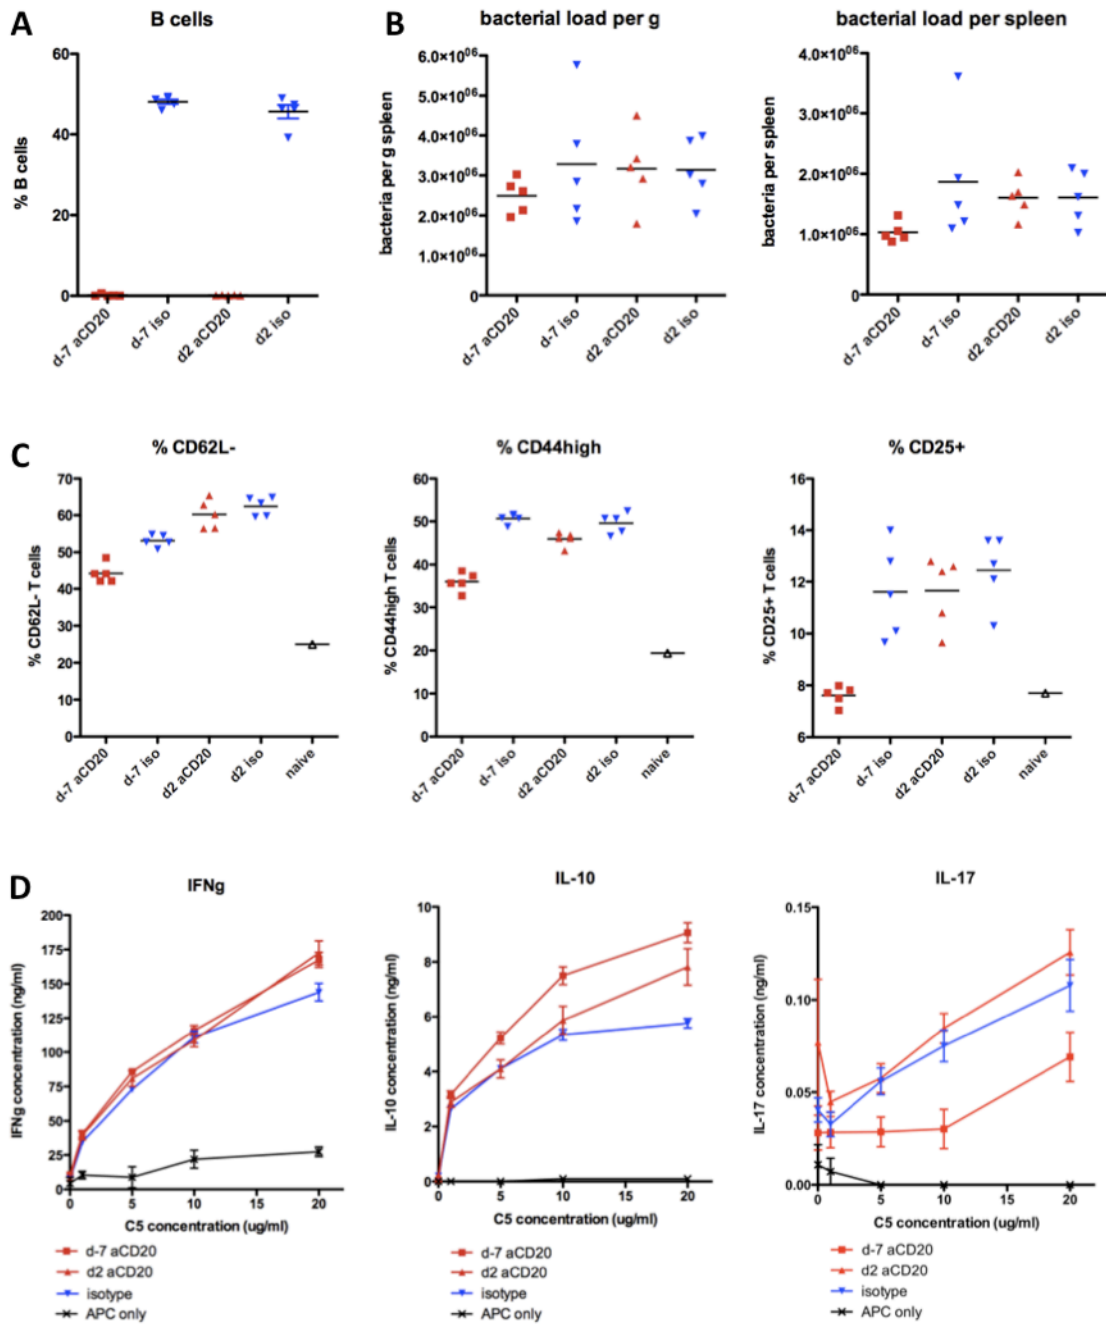 A
B cells
% B cells
60
40
20
0
d-7 aCD20
d-7 iso
d2 aCD20
d2 iso
B
bacterial load per g
bacteria per g spleen
6.0×10⁰⁶
5.0×10⁰⁶
4.0×10⁰⁶
3.0×10⁰⁶
2.0×10⁰⁶
1.0×10⁰⁶
0
d-7 aCD20
d-7 iso
d2 aCD20
d2 iso
bacterial load per spleen
bacteria per spleen
4.0×10⁰⁶
3.0×10⁰⁶
2.0×10⁰⁶
1.0×10⁰⁶
0
d-7 aCD20
d-7 iso
d2 aCD20
d2 iso
C
% CD62L-
% CD62L- T cells
70
60
50
40
30
20
10
0
d-7 aCD20
d-7 iso
d2 aCD20
d2 iso
naive
% CD44high
% CD44high T cells
60
50
40
30
20
10
0
d-7 aCD20
d-7 iso
d2 aCD20
d2 iso
naive
% CD25+
% CD25+ T cells
16
14
12
10
8
6
d-7 aCD20
d-7 iso
d2 aCD20
d2 iso
naive
D
IFNg
IFNg concentration (ng/ml)
200
175
150
125
100
75
50
25
0
0
5
10
15
20
C5 concentration (ug/ml)
d-7 aCD20
d2 aCD20
isotype
APC only
IL-10
IL-10 concentration (ng/ml)
10
8
6
4
2
0
0
5
10
15
20
C5 concentration (ug/ml)
d-7 aCD20
d2 aCD20
isotype
APC only
IL-17
IL-17 concentration (ng/ml)
0.15
0.10
0.05
0.00
0
5
10
15
20
C5 concentration (ug/ml)
d-7 aCD20
d2 aCD20
isotype
APC only